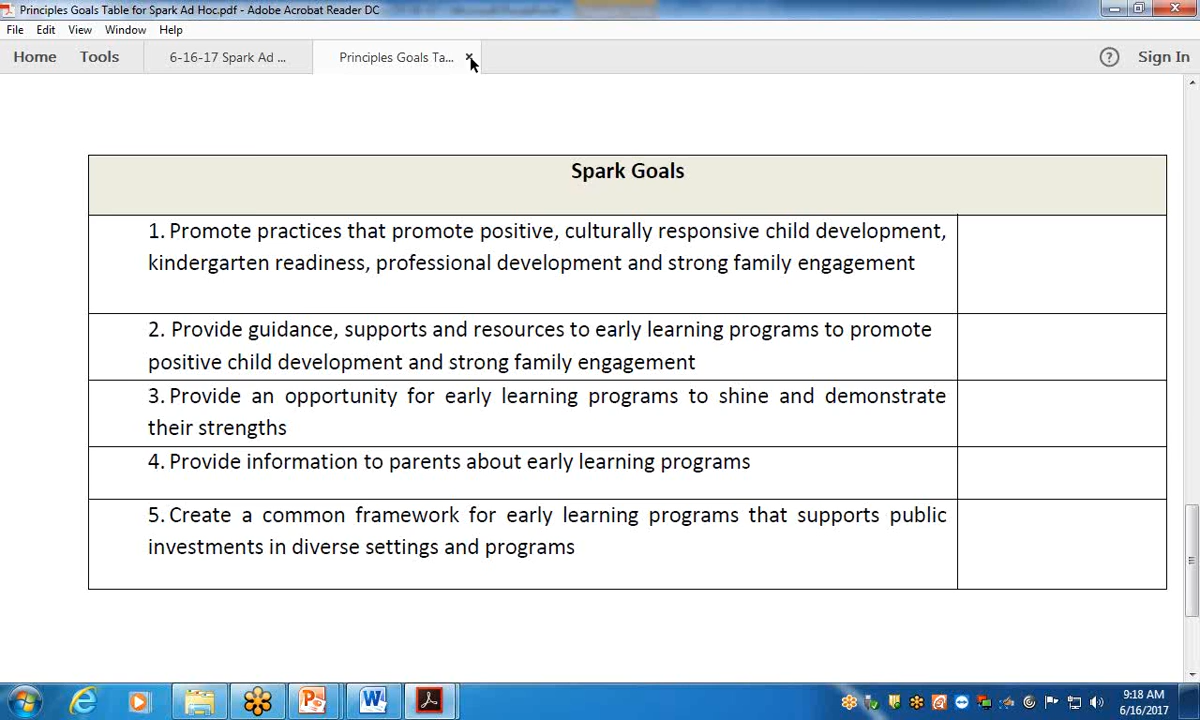 Principles Goals Table for Spark Ad Hoc.pdf - Adobe Acrobat Reader DC
File Edit View Window Help
Home Tools 6-16-17 Spark Ad ... Principles Goals Ta... × ? Sign In
Spark Goals
1. Promote practices that promote positive, culturally responsive child development,
kindergarten readiness, professional development and strong family engagement
2. Provide guidance, supports and resources to early learning programs to promote
positive child development and strong family engagement
3. Provide an opportunity for early learning programs to shine and demonstrate
their strengths
4. Provide information to parents about early learning programs
5. Create a common framework for early learning programs that supports public
investments in diverse settings and programs
9:18 AM
6/16/2017